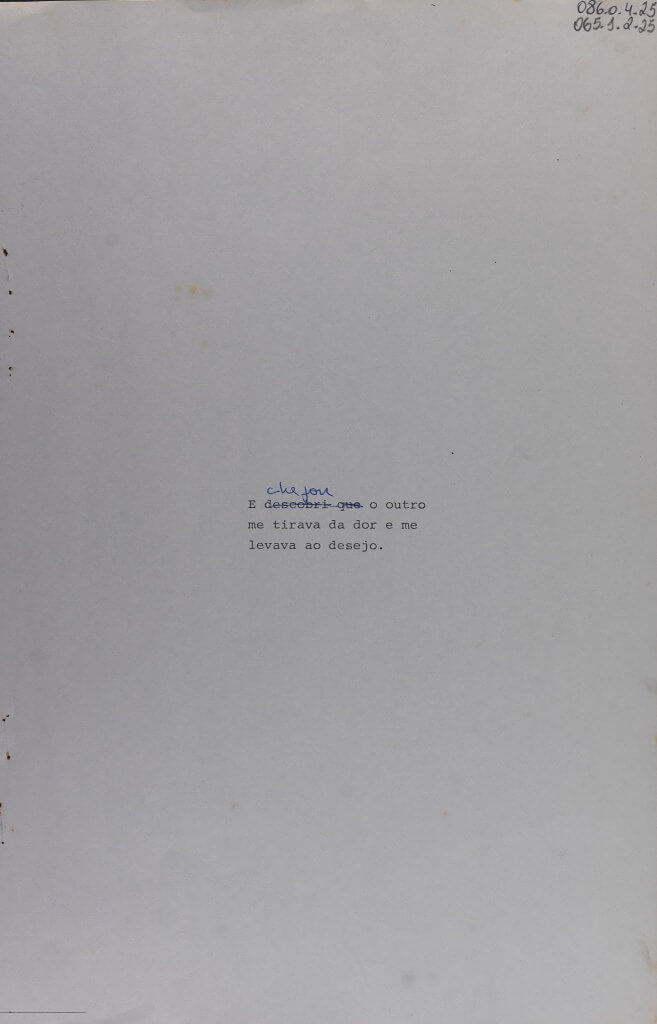 086.0.4.25
065.1.2.25
chegou
E descobri que o outro
me tirava da dor e me
levava ao desejo.